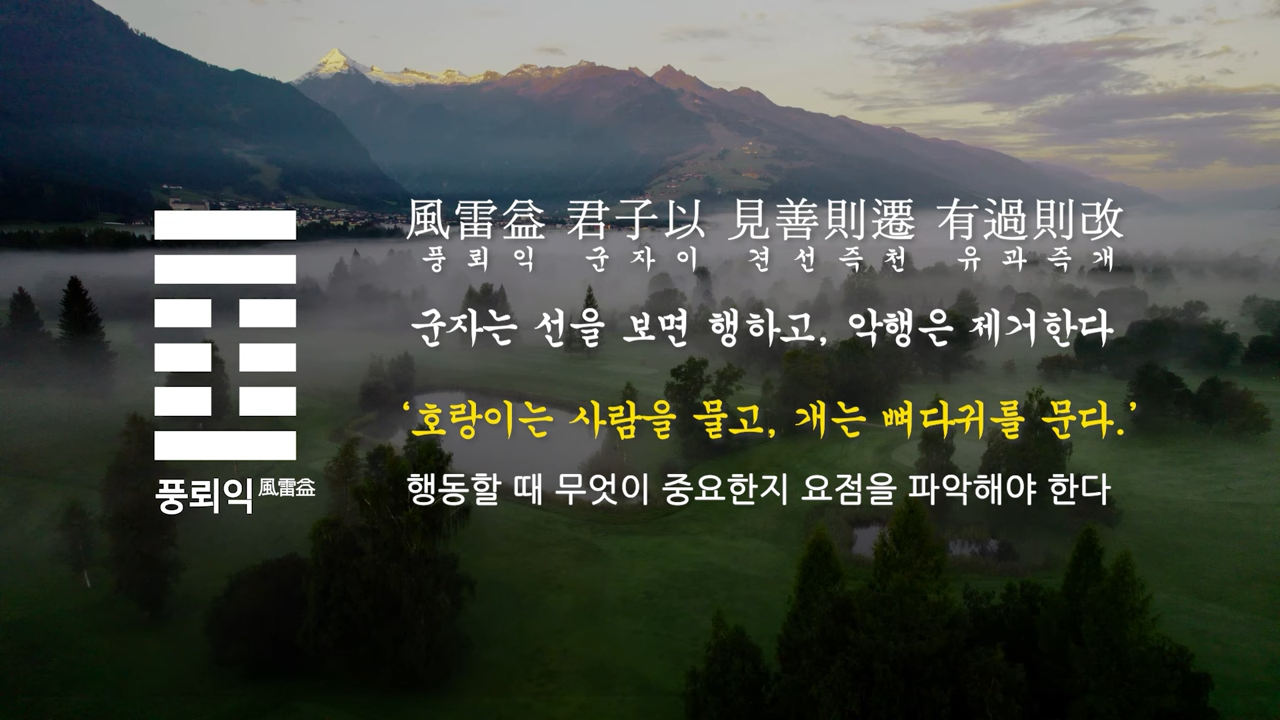 風雷益 君子以 見善則遷 有過則改
풍뢰익 군자이 견선즉천 유과즉개
군자는 선을 보면 행하고, 악행은 제거한다
‘호랑이는 사람을 물고, 개는 뼈다귀를 문다.’
행동할 때 무엇이 중요한지 요점을 파악해야 한다
풍뢰익 風雷益